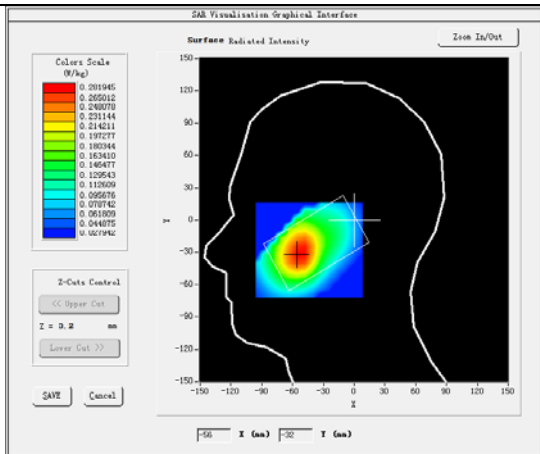 SAR Visualisation Graphical Interface
Surface Radiated Intensity
Zoom In/Out
Colors Scale
(W/kg)
0.281945
0.265012
0.248078
0.231144
0.214211
0.197277
0.180344
0.163410
0.146477
0.129543
0.112609
0.095676
0.078742
0.061809
0.044875
0.027942
Z-Cuts Control
<< Upper Cut
Z = 3.2 mm
Lower Cut >>
SAVE
Cancel
150
120
90
60
30
0
-30
-60
-90
-120
-150
Y
-150 -120 -90 -60 -30 0 30 60 90 120 150
X
-56 X (mm) -32 Y (mm)